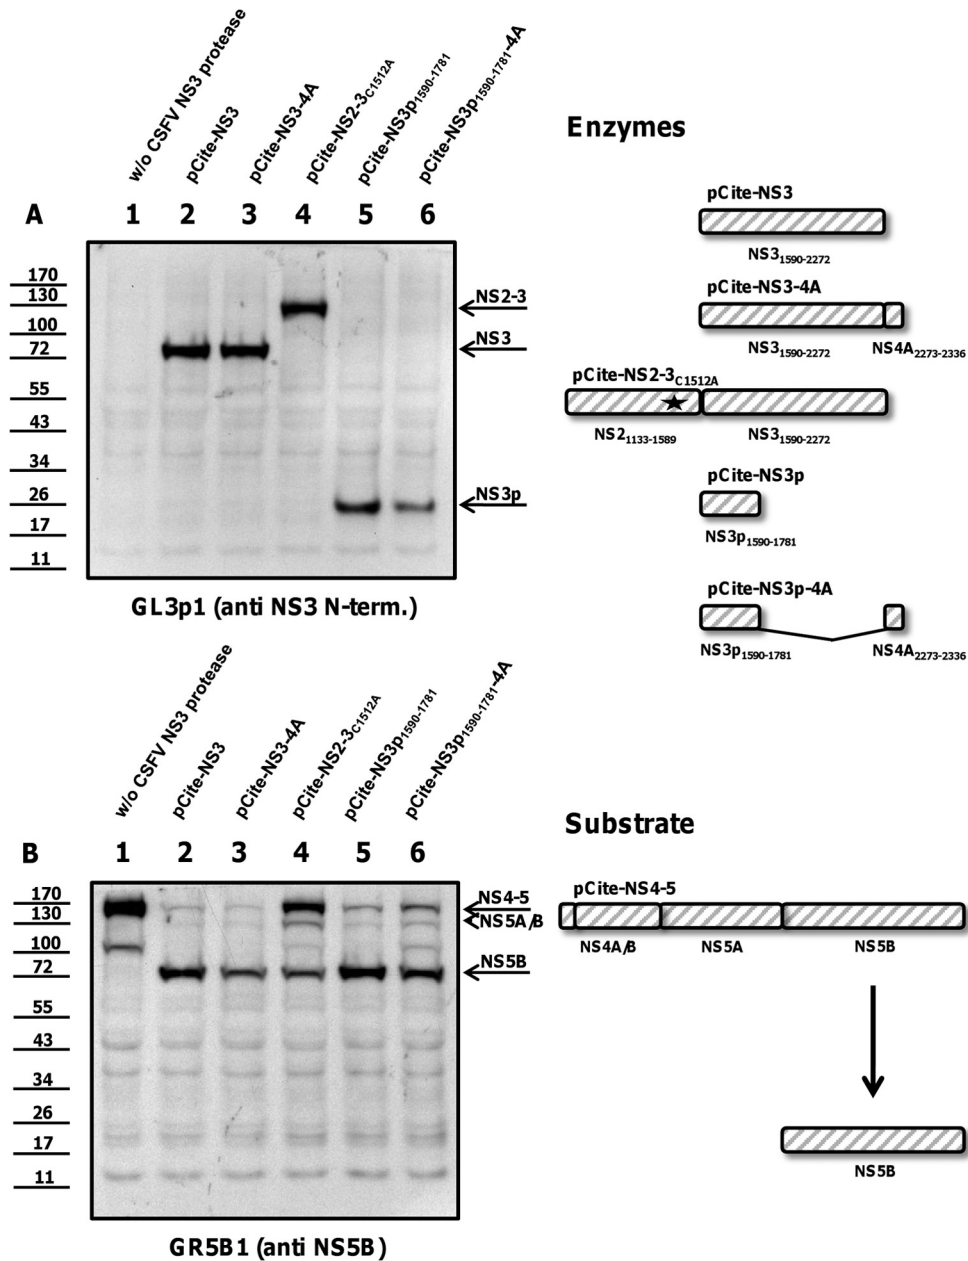 w/o CSFV NS3 protease
pCite-NS3
pCite-NS3-4A
pCite-NS2-3C1512A
pCite-NS3p1590-1781
pCite-NS3p1590-1781-4A
A
1 2 3 4 5 6
170
130
100
72
55
43
34
26
17
11
NS2-3
NS3
NS3p
GL3p1 (anti NS3 N-term.)
Enzymes
pCite-NS3
NS31590-2272
pCite-NS3-4A
NS31590-2272 NS4A2273-2336
pCite-NS2-3C1512A
NS21133-1589 NS31590-2272
pCite-NS3p
NS3p1590-1781
pCite-NS3p-4A
NS3p1590-1781 NS4A2273-2336
w/o CSFV NS3 protease
pCite-NS3
pCite-NS3-4A
pCite-NS2-3C1512A
pCite-NS3p1590-1781
pCite-NS3p1590-1781-4A
B
1 2 3 4 5 6
170
130
100
72
55
43
34
26
17
11
NS4-5
NS5A/B
NS5B
GR5B1 (anti NS5B)
Substrate
pCite-NS4-5
NS4A/B NS5A NS5B
NS5B